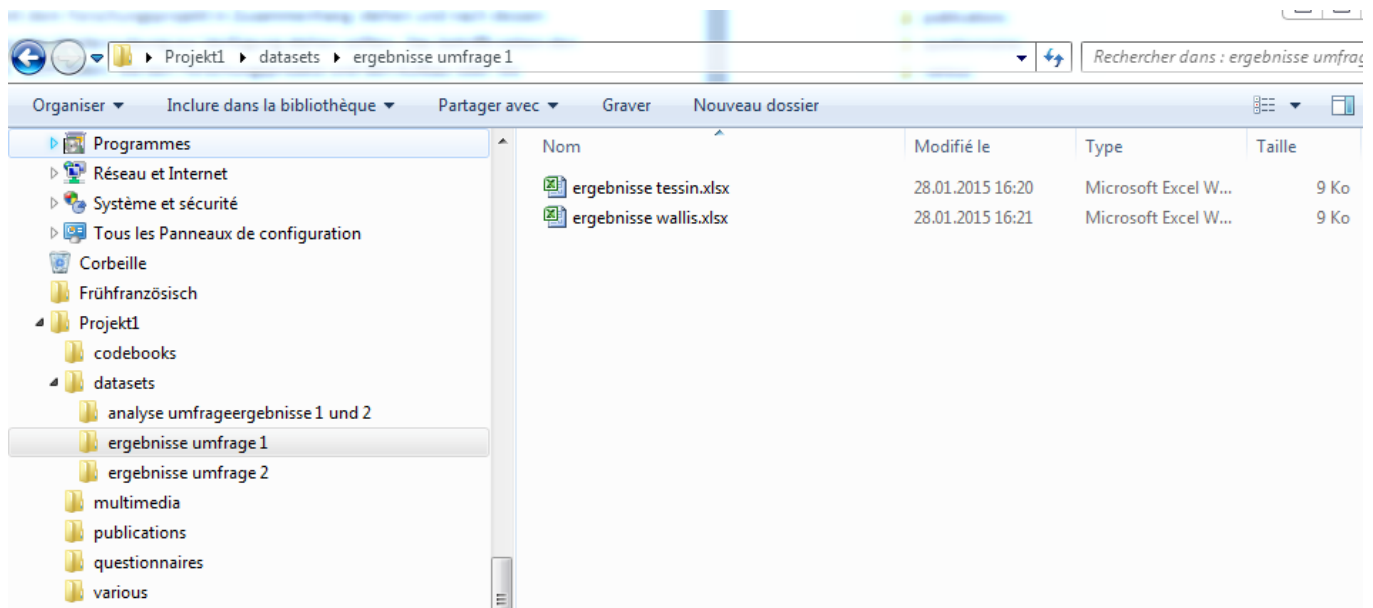 Projekt1 datasets ergebnisse umfrage 1
Rechercher dans : ergebnisse umfrag
Organiser Inclure dans la bibliothèque Partager avec Graver Nouveau dossier
Programmes
Réseau et Internet
Système et sécurité
Tous les Panneaux de configuration
Corbeille
Frühfranzösisch
Projekt1
codebooks
datasets
analyse umfrageergebnisse 1 und 2
ergebnisse umfrage 1
ergebnisse umfrage 2
multimedia
publications
questionnaires
various
Nom Modifié le Type Taille
ergebnisse tessin.xlsx 28.01.2015 16:20 Microsoft Excel W... 9 Ko
ergebnisse wallis.xlsx 28.01.2015 16:21 Microsoft Excel W... 9 Ko